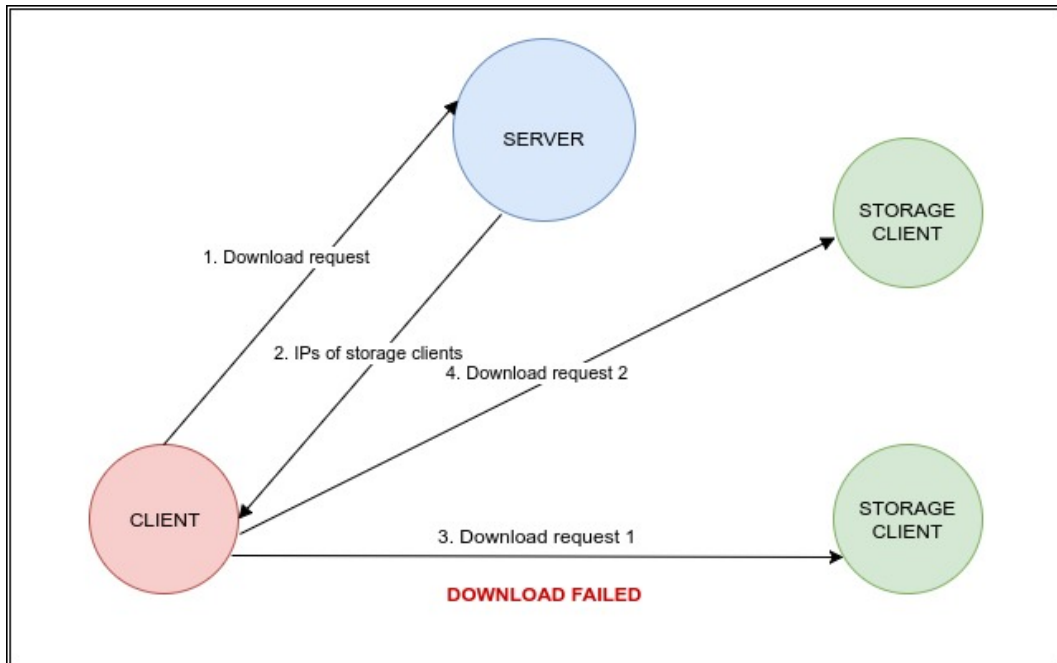 SERVER
STORAGE
CLIENT
1. Download request
2. IPs of storage clients
4. Download request 2
CLIENT
STORAGE
CLIENT
3. Download request 1
DOWNLOAD FAILED